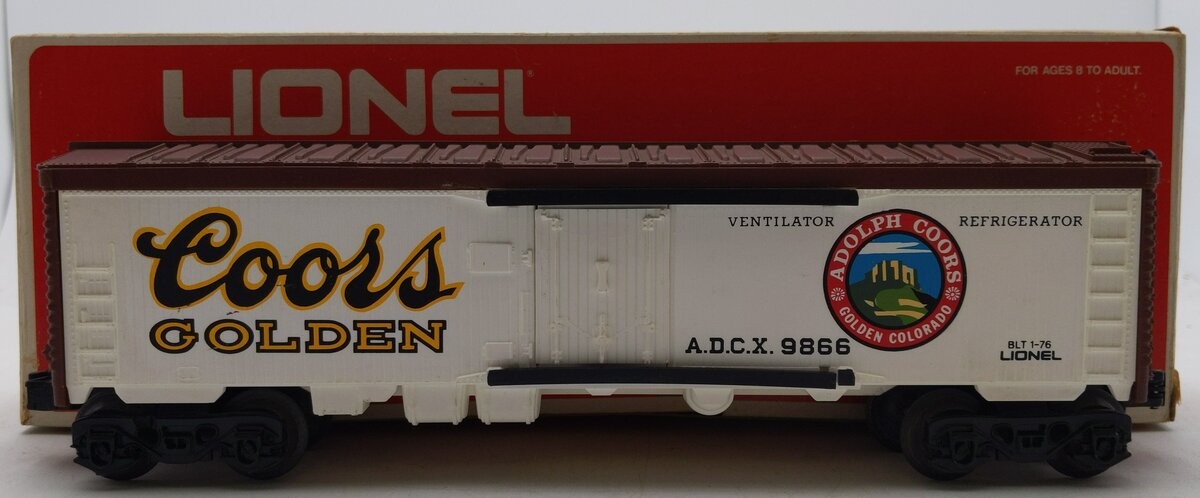 LIONEL
FOR AGES 8 TO ADULT.
Coors
GOLDEN
VENTILATOR
REFRIGERATOR
ADOLPH COORS
GOLDEN COLORADO
A.D.C.X. 9866
BLT 1-76
LIONEL